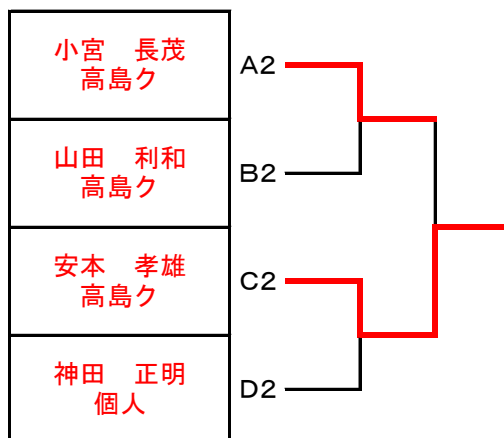 小宮　長茂
高島ク
A2
山田　利和
高島ク
B2
安本　孝雄
高島ク
C2
神田　正明
個人
D2